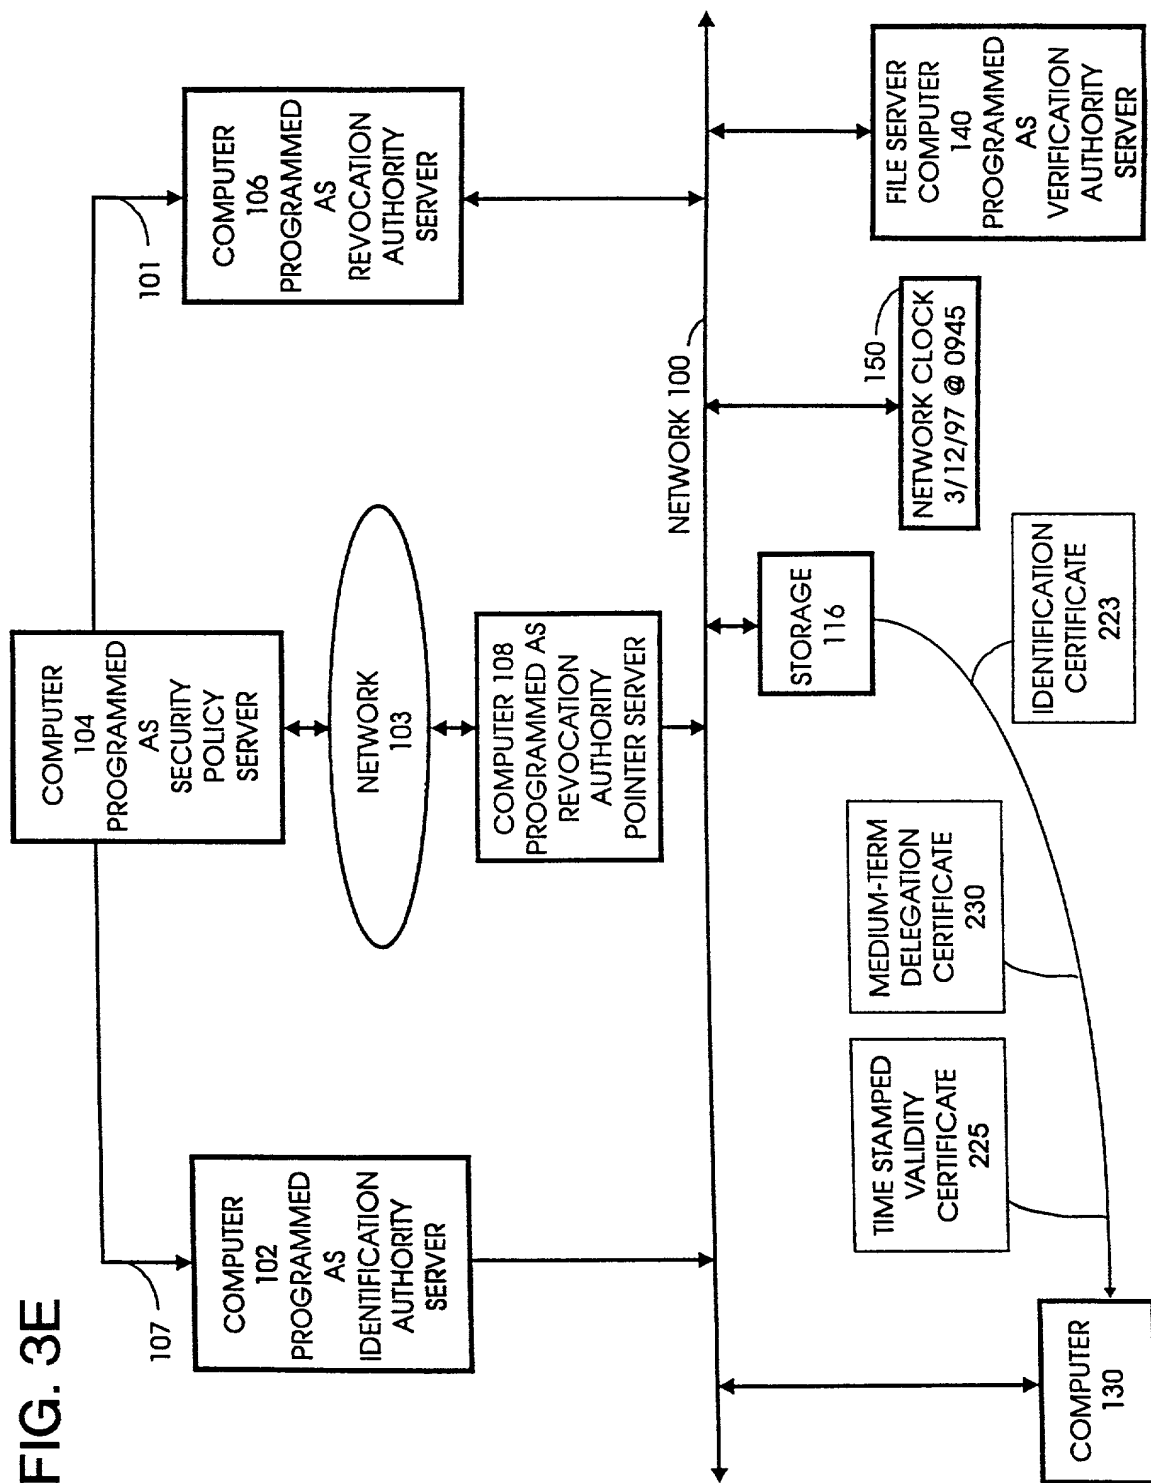 FIG. 3E
COMPUTER
104
PROGRAMMED
AS
SECURITY
POLICY
SERVER
107
101
COMPUTER
102
PROGRAMMED
AS
IDENTIFICATION
AUTHORITY
SERVER
NETWORK
103
COMPUTER
106
PROGRAMMED
AS
REVOCATION
AUTHORITY
SERVER
COMPUTER 108
PROGRAMMED AS
REVOCATION
AUTHORITY
POINTER SERVER
NETWORK 100
STORAGE
116
150
NETWORK CLOCK
3/12/97 @ 0945
FILE SERVER
COMPUTER
140
PROGRAMMED
AS
VERIFICATION
AUTHORITY
SERVER
TIME STAMPED
VALIDITY
CERTIFICATE
225
MEDIUM-TERM
DELEGATION
CERTIFICATE
230
IDENTIFICATION
CERTIFICATE
223
COMPUTER
130